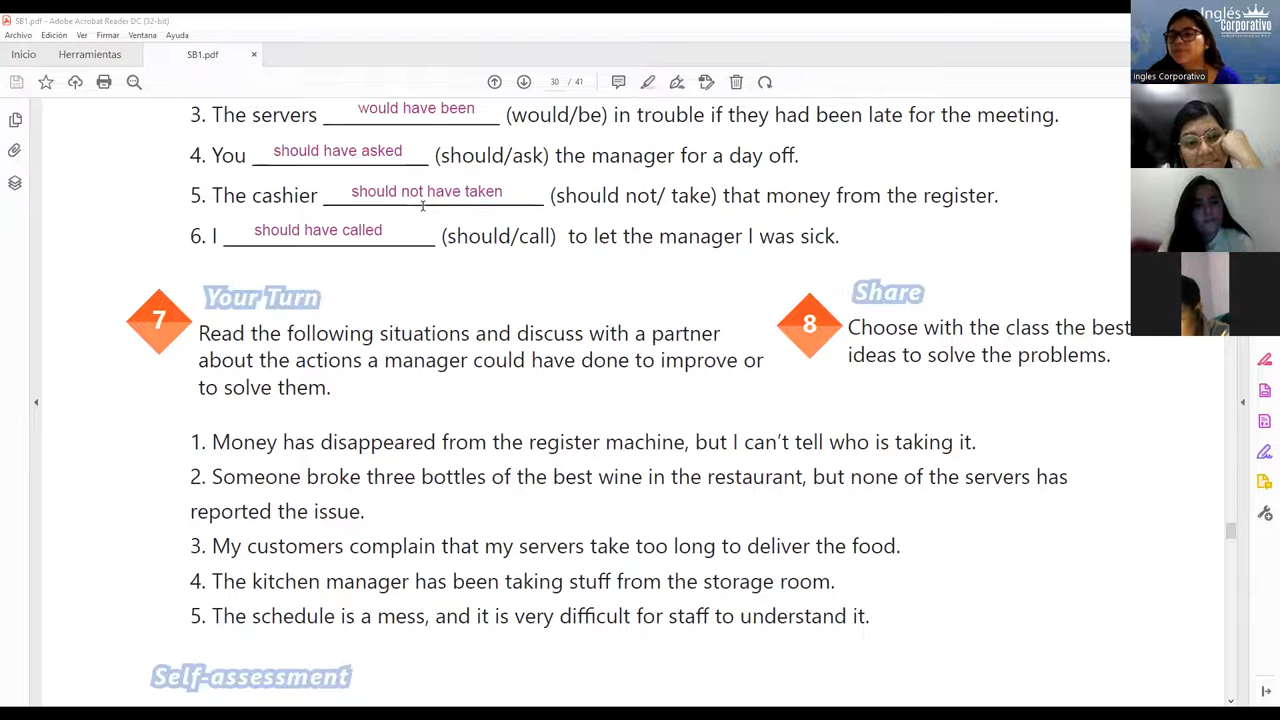 SB1.pdf - Adobe Acrobat Reader DC (32-bit)
Archivo Edición Ver Firmar Ventana Ayuda
Inicio Herramientas SB1.pdf ×
30 / 41
Inglés Corporativo
Ingles Corporativo
3. The servers would have been (would/be) in trouble if they had been late for the meeting.
4. You should have asked (should/ask) the manager for a day off.
5. The cashier should not have taken (should not/ take) that money from the register.
6. I should have called (should/call) to let the manager I was sick.
7 Your Turn
Read the following situations and discuss with a partner
about the actions a manager could have done to improve or
to solve them.
8 Share
Choose with the class the best
ideas to solve the problems.
1. Money has disappeared from the register machine, but I can't tell who is taking it.
2. Someone broke three bottles of the best wine in the restaurant, but none of the servers has
reported the issue.
3. My customers complain that my servers take too long to deliver the food.
4. The kitchen manager has been taking stuff from the storage room.
5. The schedule is a mess, and it is very difficult for staff to understand it.
Self-assessment